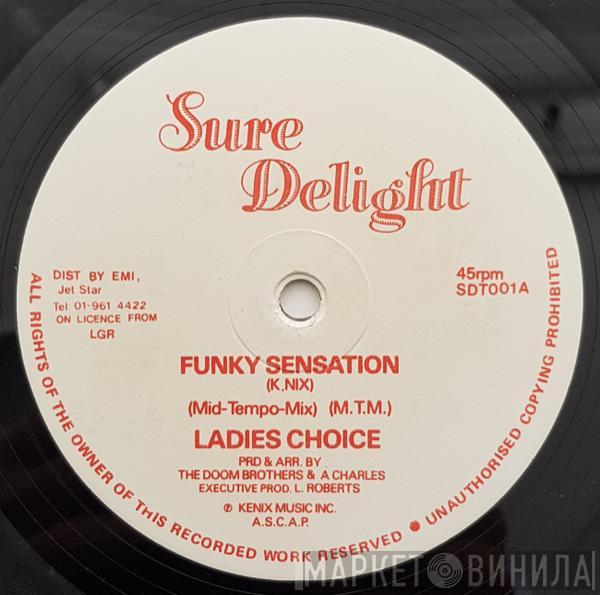 Sure
Delight
DIST BY EMI,
Jet Star
Tel: 01-961 4422
ON LICENCE FROM
LGR
45rpm
SDT001A
FUNKY SENSATION
(K.NIX)
(Mid-Tempo-Mix) (M.T.M.)
LADIES CHOICE
PRD & ARR. BY
THE DOOM BROTHERS & A CHARLES
EXECUTIVE PROD. L. ROBERTS
℗ KENIX MUSIC INC.
A.S.C.A.P.
ALL RIGHTS OF THE OWNER OF THIS RECORDED WORK RESERVED ● UNAUTHORISED COPYING PROHIBITED
МАРКЕТ ВИНИЛА